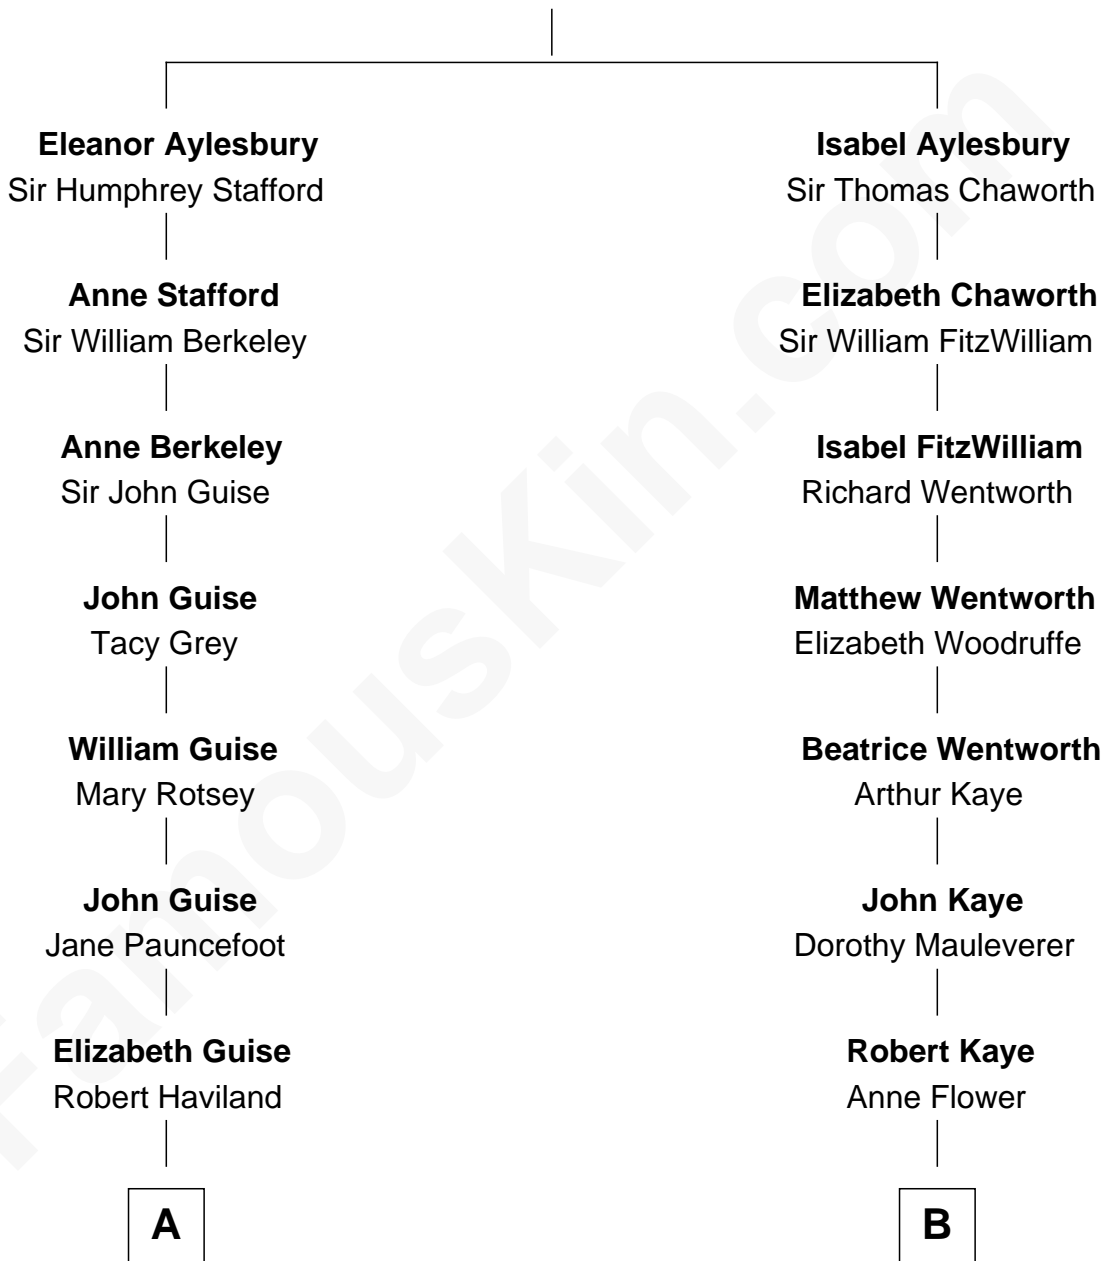 Eleanor Aylesbury
Sir Humphrey Stafford
Anne Stafford
Sir William Berkeley
Anne Berkeley
Sir John Guise
John Guise
Tacy Grey
William Guise
Mary Rotsey
John Guise
Jane Pauncefoot
Elizabeth Guise
Robert Haviland
A
Isabel Aylesbury
Sir Thomas Chaworth
Elizabeth Chaworth
Sir William FitzWilliam
Isabel FitzWilliam
Richard Wentworth
Matthew Wentworth
Elizabeth Woodruffe
Beatrice Wentworth
Arthur Kaye
John Kaye
Dorothy Mauleverer
Robert Kaye
Anne Flower
B
FamousKin.com